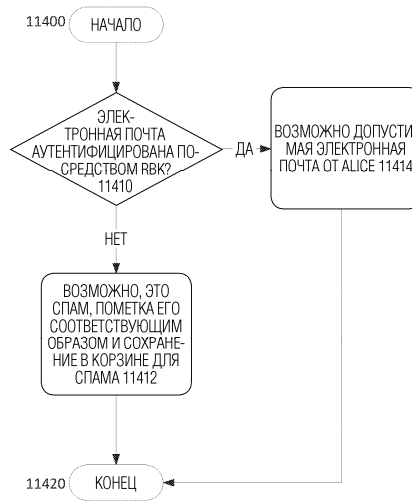 11400
НАЧАЛО
ЭЛЕК-
ТРОННАЯ ПОЧТА
АУТЕНТИФИЦИРОВАНА ПО-
СРЕДСТВОМ RBK?
11410
ДА
ВОЗМОЖНО ДОПУСТИ-
МАЯ ЭЛЕКТРОННАЯ
ПОЧТА ОТ ALICE 11414
НЕТ
ВОЗМОЖНО, ЭТО
СПАМ, ПОМЕТКА ЕГО
СООТВЕТСТВУЮЩИМ
ОБРАЗОМ И СОХРАНЕ-
НИЕ В КОРЗИНЕ ДЛЯ
СПАМА 11412
11420
КОНЕЦ